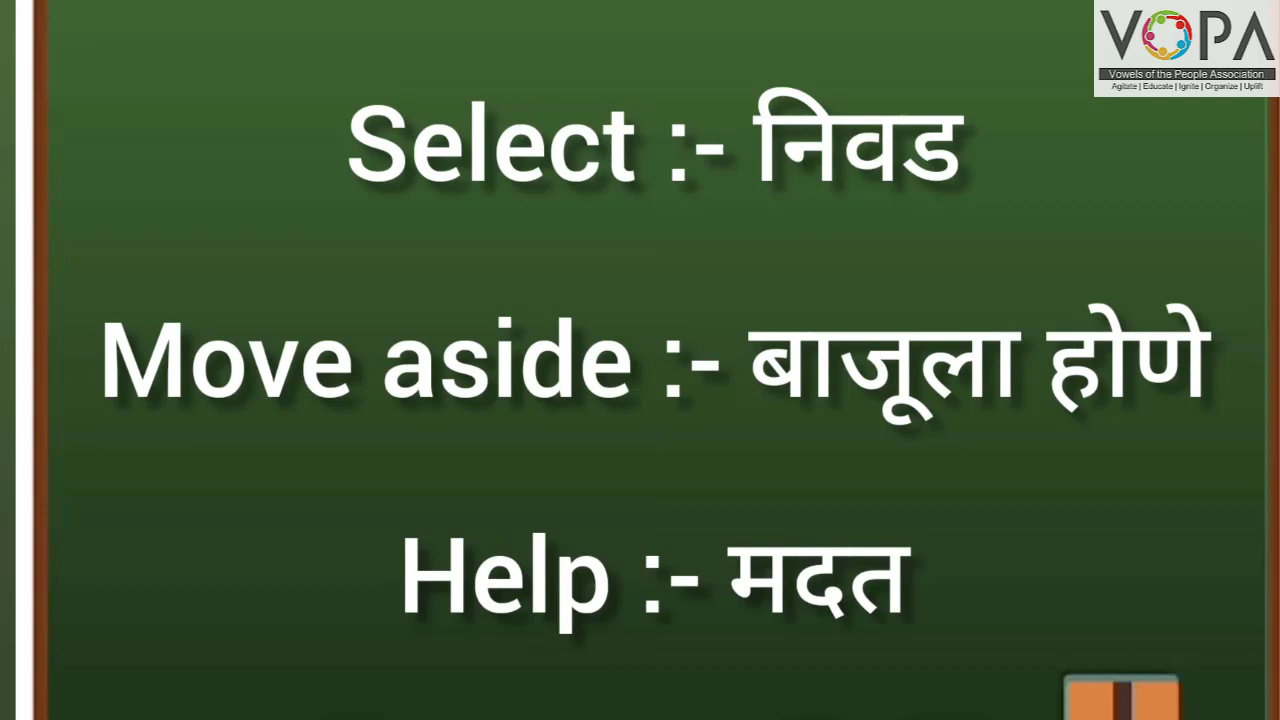 VOPA
Vowels of the People Association
Agitate | Educate | Ignite | Organize | Uplift
Select :- निवड
Move aside :- बाजूला होणे
Help :- मदत